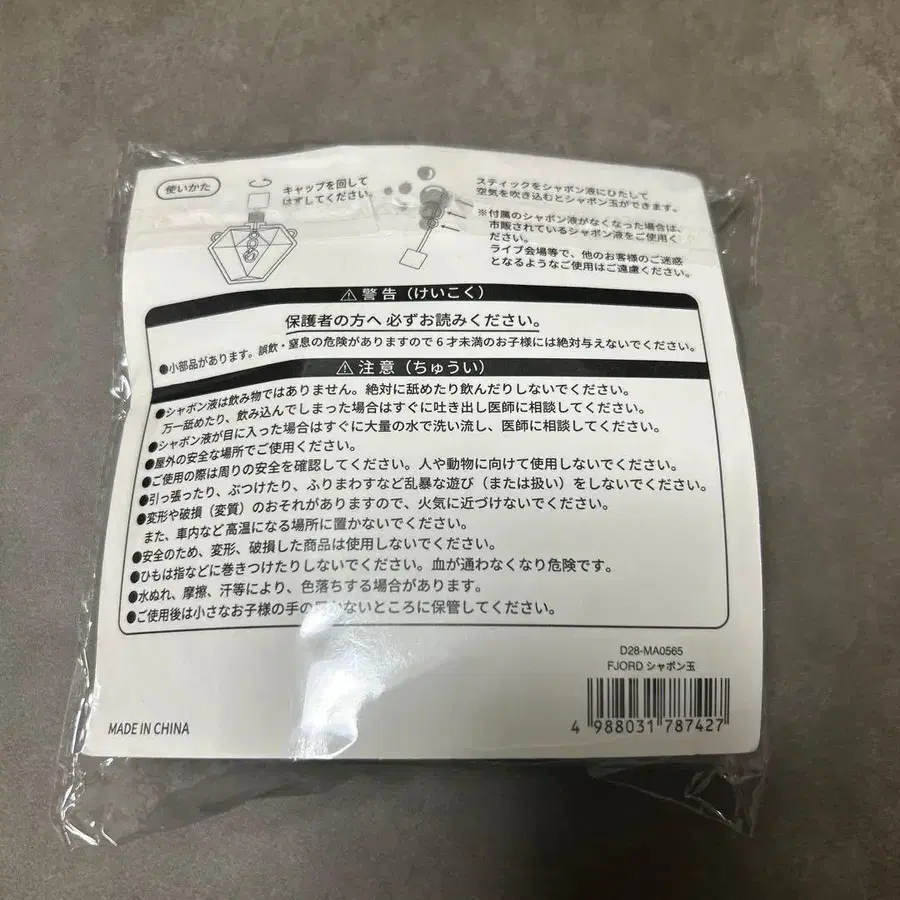 使いかた
キャップを回して
はずしてください。
スティックをシャボン液にひたして
空気を吹き込むとシャボン玉ができます。
※付属のシャボン液がなくなった場合は、
市販されているシャボン液をご使用く
ださい。
ライブ会場等で、他のお客様のご迷惑
となるようなご使用はご遠慮ください。
⚠警告（けいこく）
保護者の方へ 必ずお読みください。
●小部品があります。誤飲・窒息の危険がありますので６才未満のお子様には絶対与えないでください。
⚠注意（ちゅうい）
●シャボン液は飲み物ではありません。絶対に舐めたり飲んだりしないでください。
万一舐めたり、飲み込んでしまった場合はすぐに吐き出し医師に相談してください。
●シャボン液が目に入った場合はすぐに大量の水で洗い流し、医師に相談してください。
●屋外の安全な場所でご使用ください。
●ご使用の際は周りの安全を確認してください。人や動物に向けて使用しないでください。
●引っ張ったり、ぶつけたり、ふりまわすなど乱暴な遊び（または扱い）をしないでください。
●変形や破損（変質）のおそれがありますので、火気に近づけないでください。
また、車内など高温になる場所に置かないでください。
●安全のため、変形、破損した商品は使用しないでください。
●ひもは指などに巻きつけたりしないでください。血が通わなくなり危険です。
●水ぬれ、摩擦、汗等により、色落ちする場合があります。
●ご使用後は小さなお子様の手の届かないところに保管してください。
D28-MA0565
FJORD シャボン玉
4 988031 787427
MADE IN CHINA